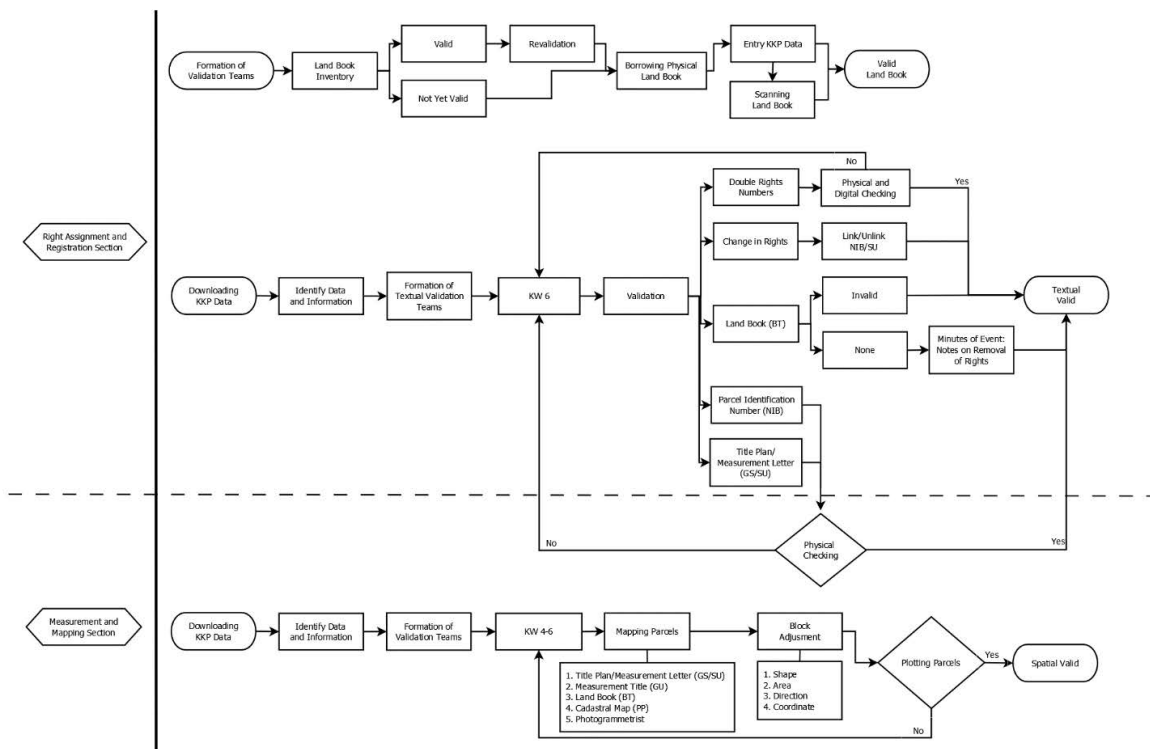 Formation of
Validation Teams
Land Book
Inventory
Valid
Revalidation
Not Yet Valid
Borrowing Physical
Land Book
Entry KKP Data
Scanning
Land Book
Valid
Land Book
Right Assignment and
Registration Section
Downloading
KKP Data
Identify Data
and Information
Formation of
Textual Validation
Teams
KW 6
Validation
No
Double Rights
Numbers
Physical and
Digital Checking
Yes
Change in Rights
Link/Unlink
NIB/SU
Land Book (BT)
Invalid
None
Minutes of Event:
Notes on Removal
of Rights
Textual
Valid
Parcel Identification
Number (NIB)
Title Plan/
Measurement Letter
(GS/SU)
No
Physical
Checking
Yes
Measurement and
Mapping Section
Downloading
KKP Data
Identify Data
and Information
Formation of
Validation Teams
KW 4-6
Mapping Parcels
1. Title Plan/Measurement Letter (GS/SU)
2. Measurement Title (GU)
3. Land Book (BT)
4. Cadastral Map (PP)
5. Photogrammetrist
Block
Adjusment
1. Shape
2. Area
3. Direction
4. Coordinate
Plotting Parcels
Yes
No
Spatial Valid